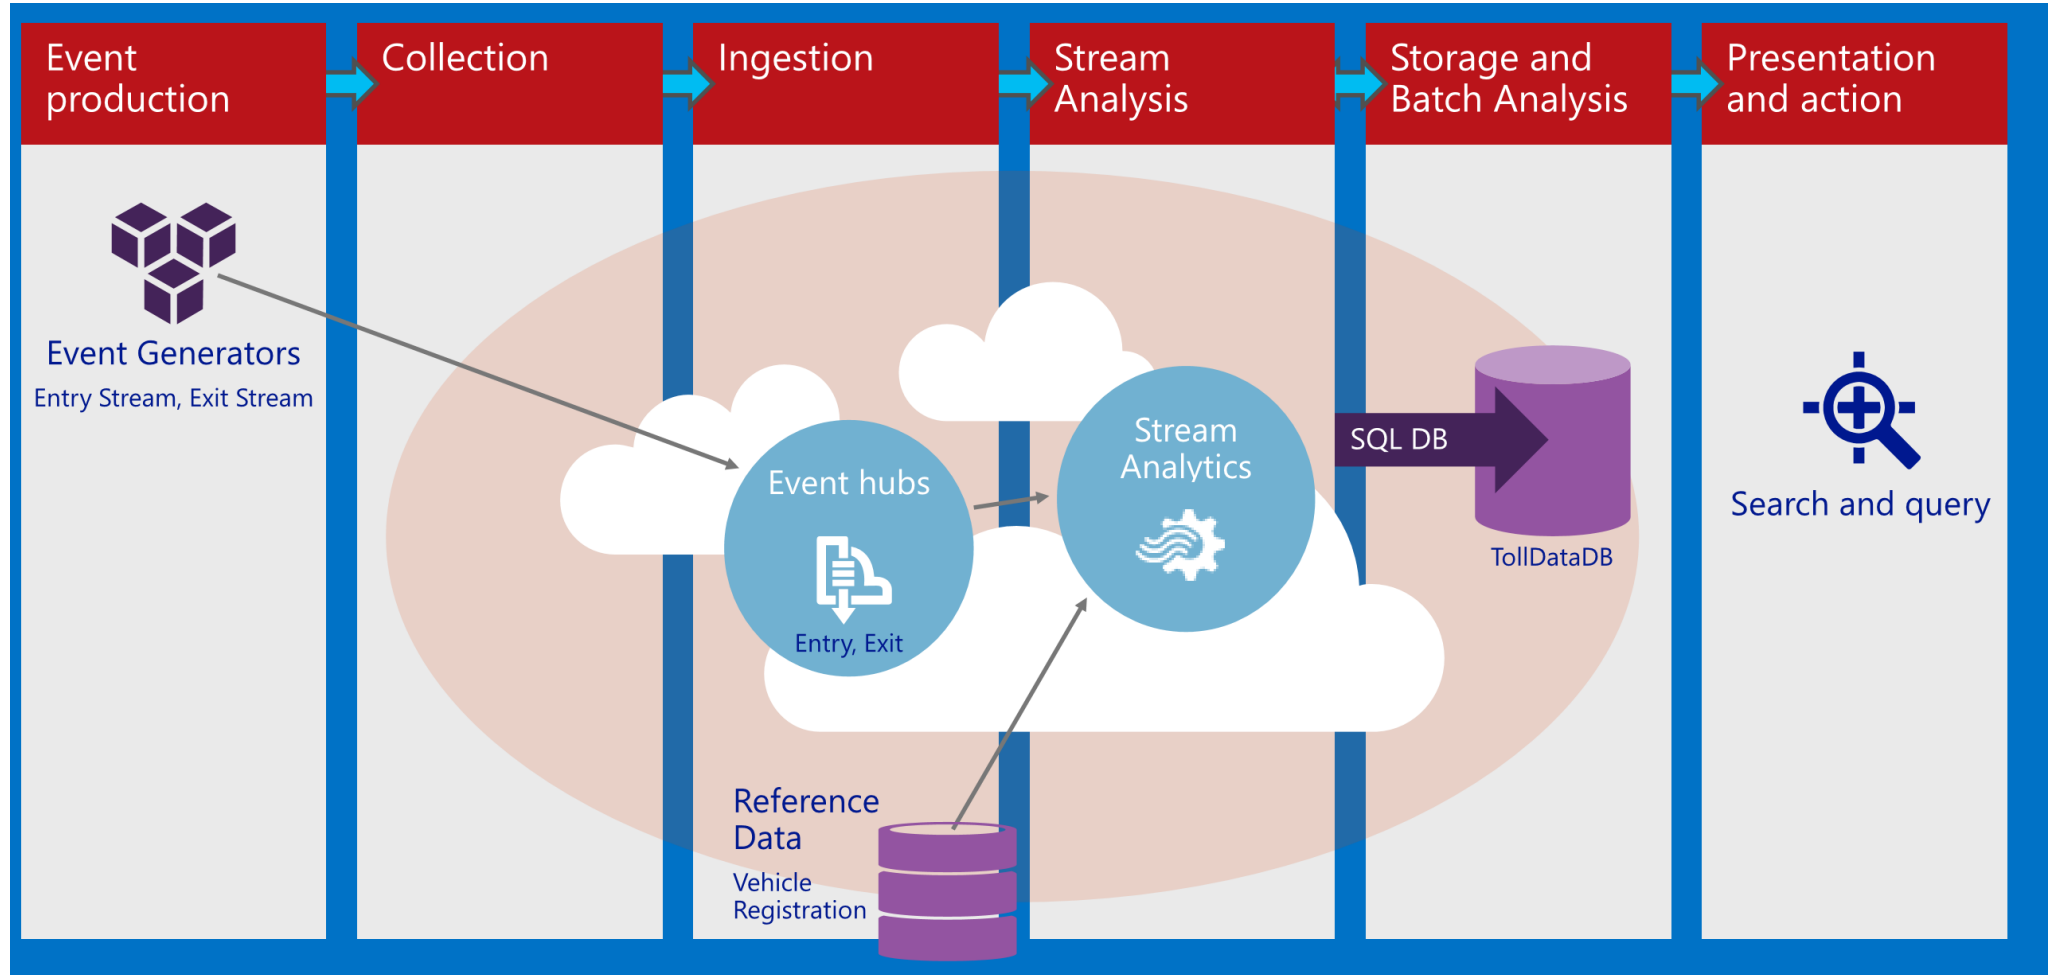 Event
production
Collection
Ingestion
Stream
Analysis
Storage and
Batch Analysis
Presentation
and action
Event Generators
Entry Stream, Exit Stream
Event hubs
Entry, Exit
Stream
Analytics
SQL DB
TollDataDB
Search and query
Reference
Data
Vehicle
Registration